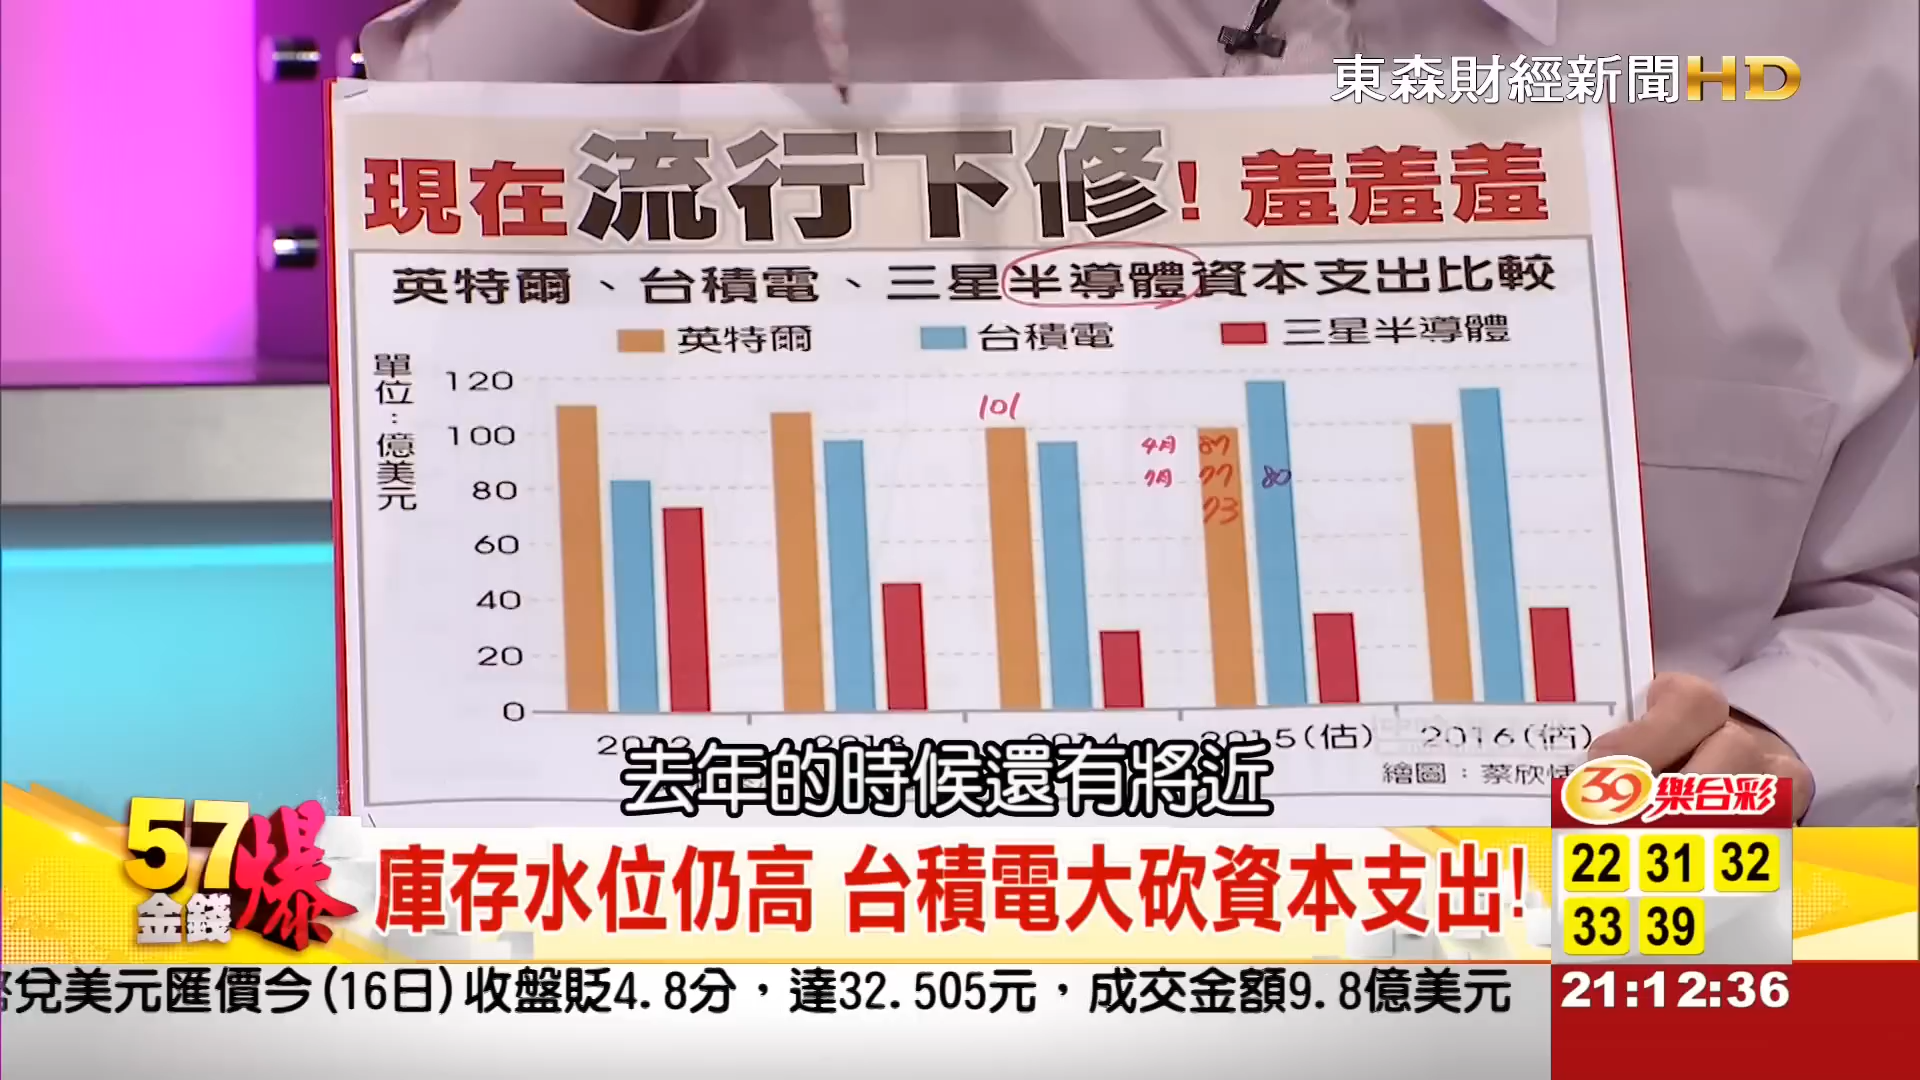 東森財經新聞HD
現在流行下修!羞羞羞
英特爾、台積電、三星半導體資本支出比較
英特爾 台積電 三星半導體
單位:億美元
120
100
80
60
40
20
0
101
4月 87
7月 77 80
73
2012 2013 2014 2015(估) 2016(估)
繪圖:蔡欣恬
去年的時候還有將近
57金錢爆
庫存水位仍高 台積電大砍資本支出!
39樂合彩
22 31 32
33 39
幣兌美元匯價今(16日)收盤貶4.8分,達32.505元,成交金額9.8億美元
21:12:36